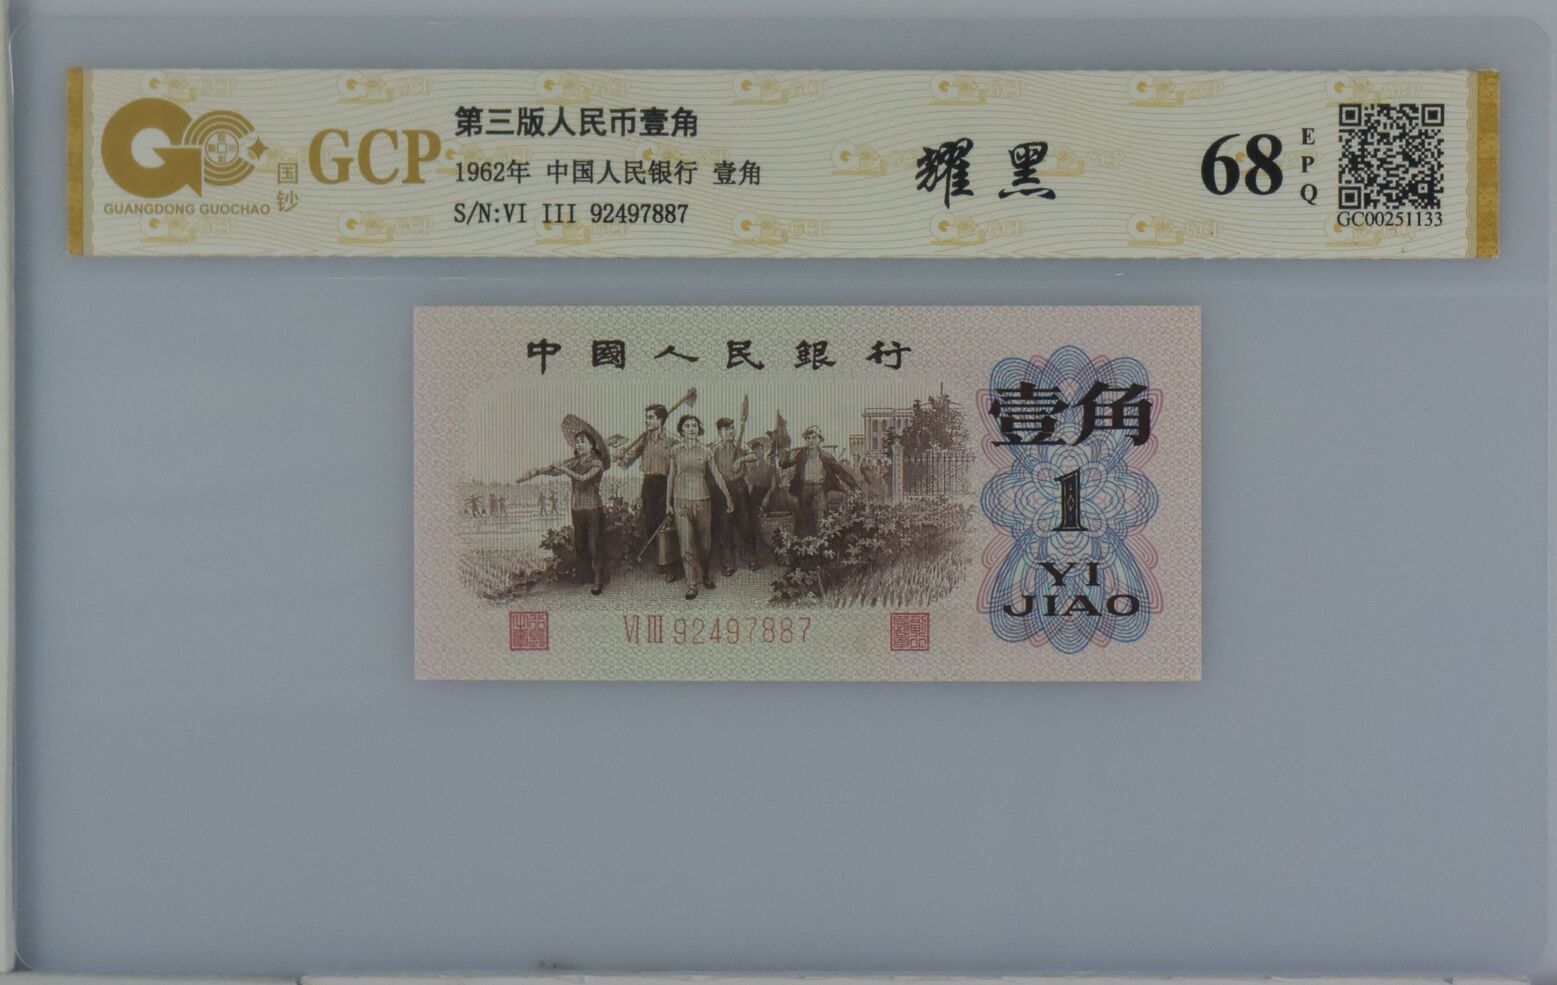 GUANGDONG GUOCHAO
国钞
GCP
第三版人民币壹角
1962年 中国人民银行 壹角
S/N:VI III 92497887
耀黑
68
EPQ
GC00251133
中國人民銀行
壹角
1
YI
JIAO
VI III 92497887